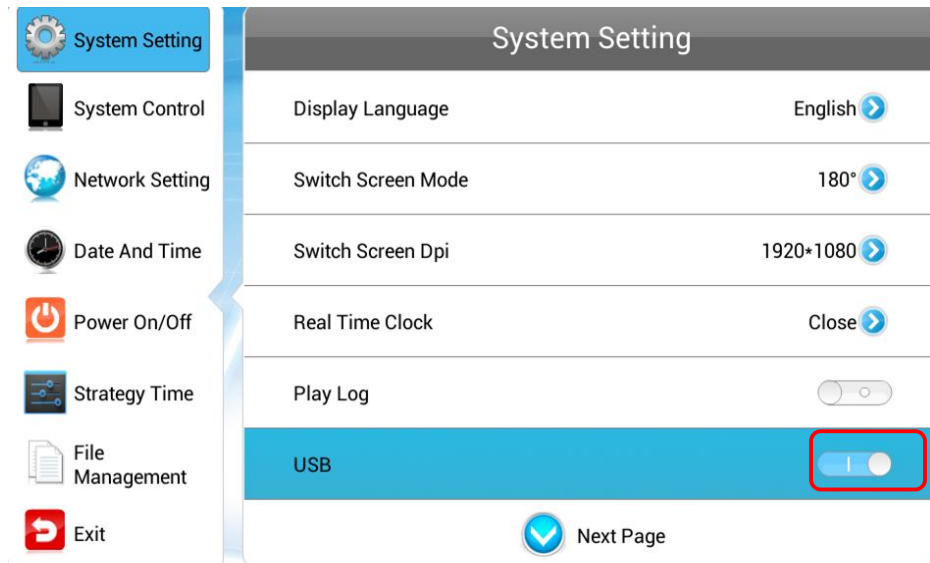 System Setting
System Control
Network Setting
Date And Time
Power On/Off
Strategy Time
File
Management
Exit
System Setting
Display Language English
Switch Screen Mode 180°
Switch Screen Dpi 1920*1080
Real Time Clock Close
Play Log
USB
Next Page